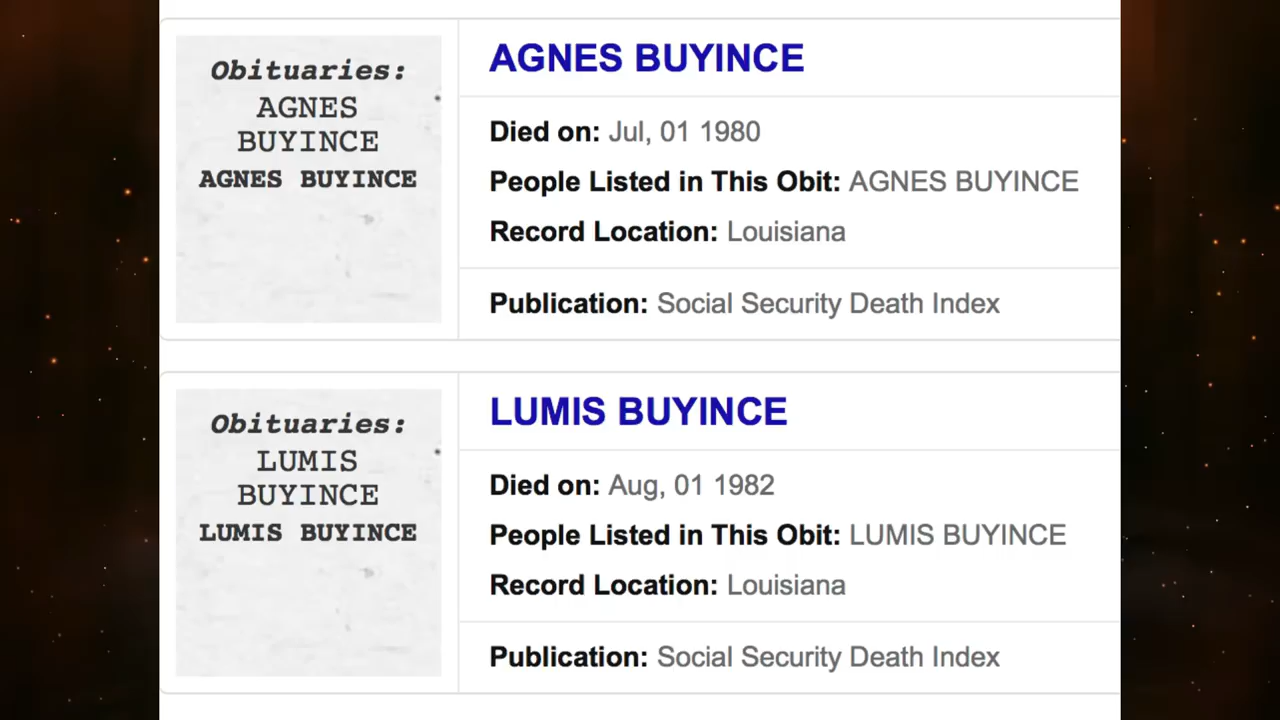 Obituaries:
AGNES
BUYINCE
AGNES BUYINCE
AGNES BUYINCE
Died on: Jul, 01 1980
People Listed in This Obit: AGNES BUYINCE
Record Location: Louisiana
Publication: Social Security Death Index
Obituaries:
LUMIS
BUYINCE
LUMIS BUYINCE
LUMIS BUYINCE
Died on: Aug, 01 1982
People Listed in This Obit: LUMIS BUYINCE
Record Location: Louisiana
Publication: Social Security Death Index